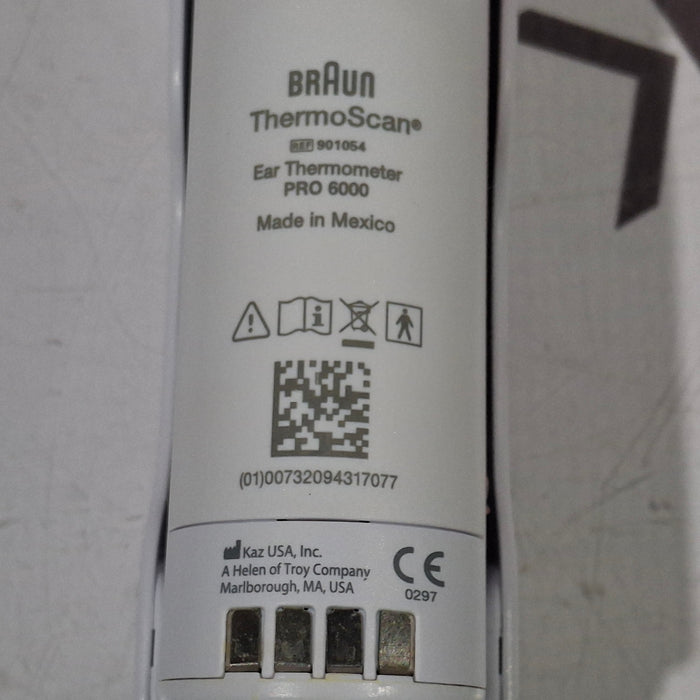 BRAUN
ThermoScan®
REF 901054
Ear Thermometer
PRO 6000
Made in Mexico
(01)00732094317077
Kaz USA, Inc.
A Helen of Troy Company
Marlborough, MA, USA
CE
0297